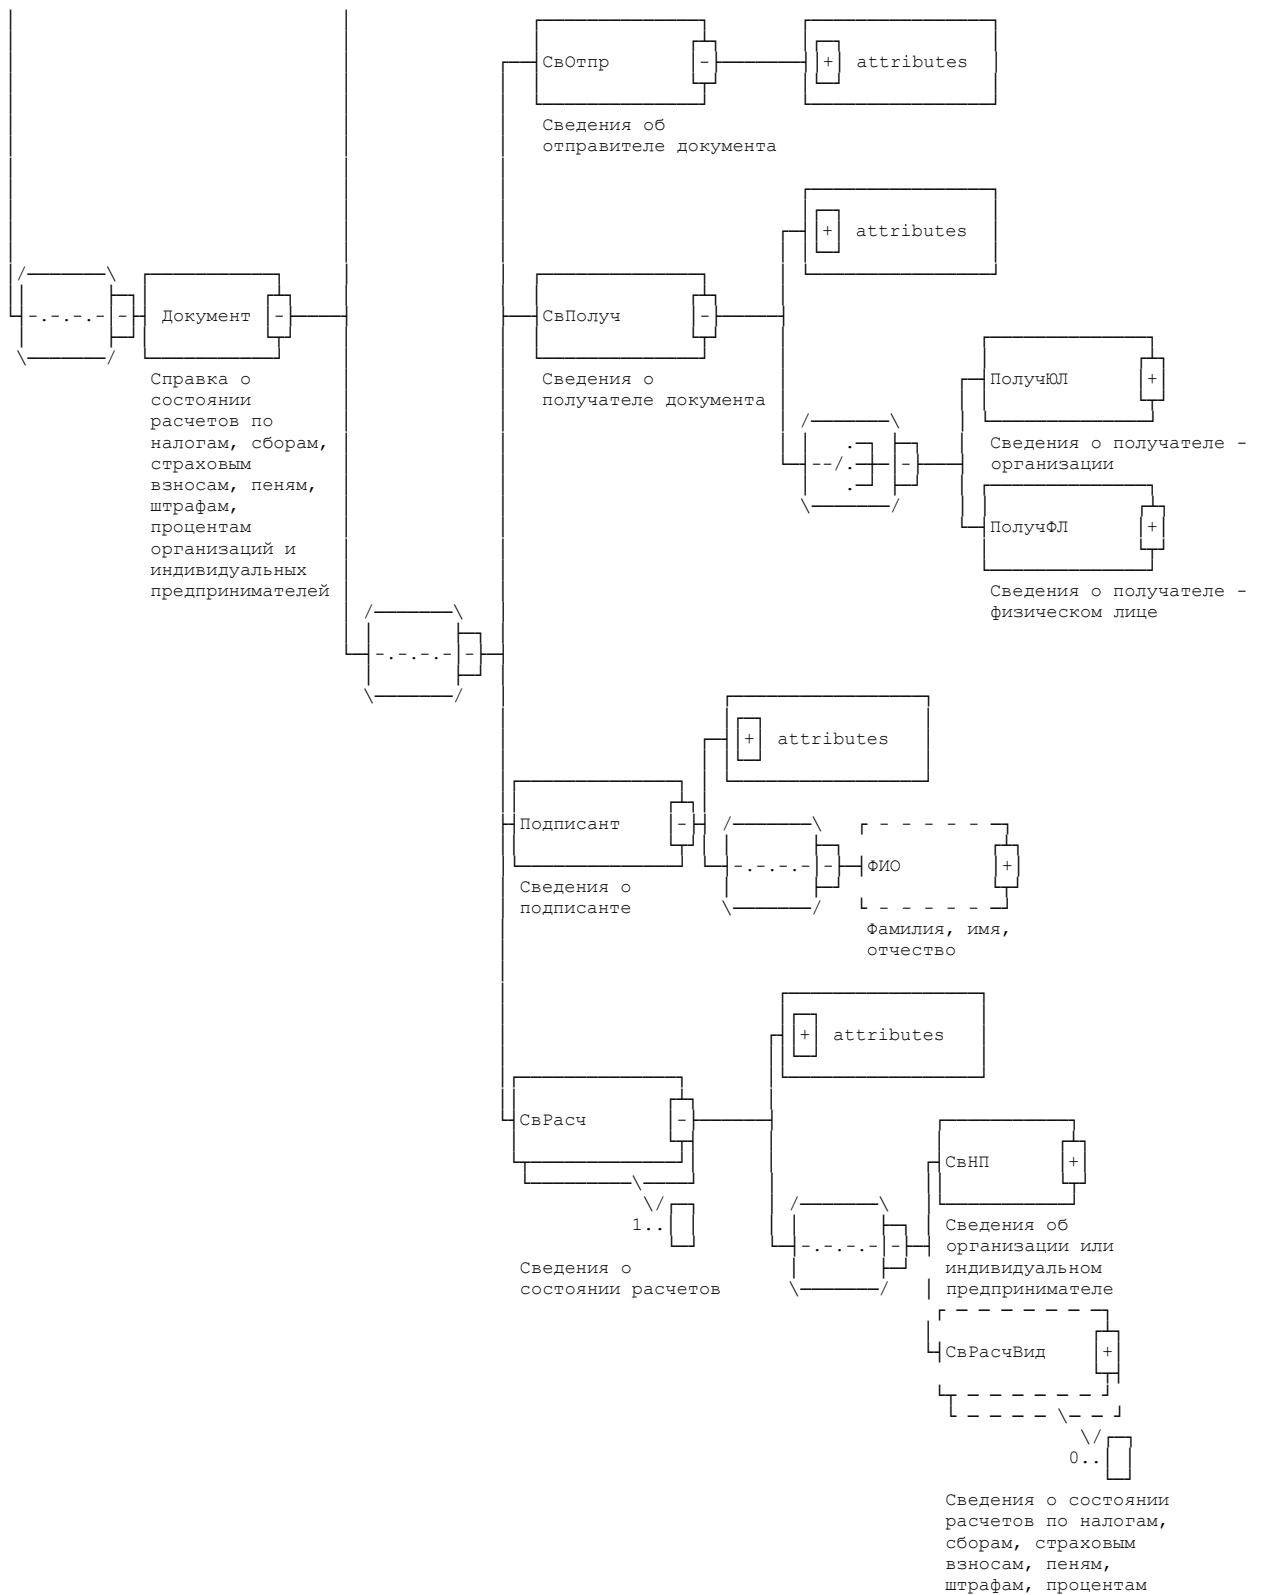 СвОтпр
-
+ attributes
Сведения об
отправителе документа
+ attributes
-.-.-.-
-
Документ
-
СвПолуч
-
Справка о
состоянии
расчетов по
налогам, сборам,
страховым
взносам, пеням,
штрафам,
процентам
организаций и
индивидуальных
предпринимателей
Сведения о
получателе документа
ПолучЮЛ
+
Сведения о получателе -
организации
-
ПолучФЛ
+
Сведения о получателе -
физическом лице
-.-.-.-
-
+ attributes
Подписант
-
-.-.-.-
-
ФИО
+
Сведения о
подписанте
Фамилия, имя,
отчество
+ attributes
СвРасч
-
1..
Сведения о
состоянии расчетов
-.-.-.-
-
СвНП
+
Сведения об
организации или
индивидуальном
предпринимателе
СвРасчВид
+
0..
Сведения о состоянии
расчетов по налогам,
сборам, страховым
взносам, пеням,
штрафам, процентам